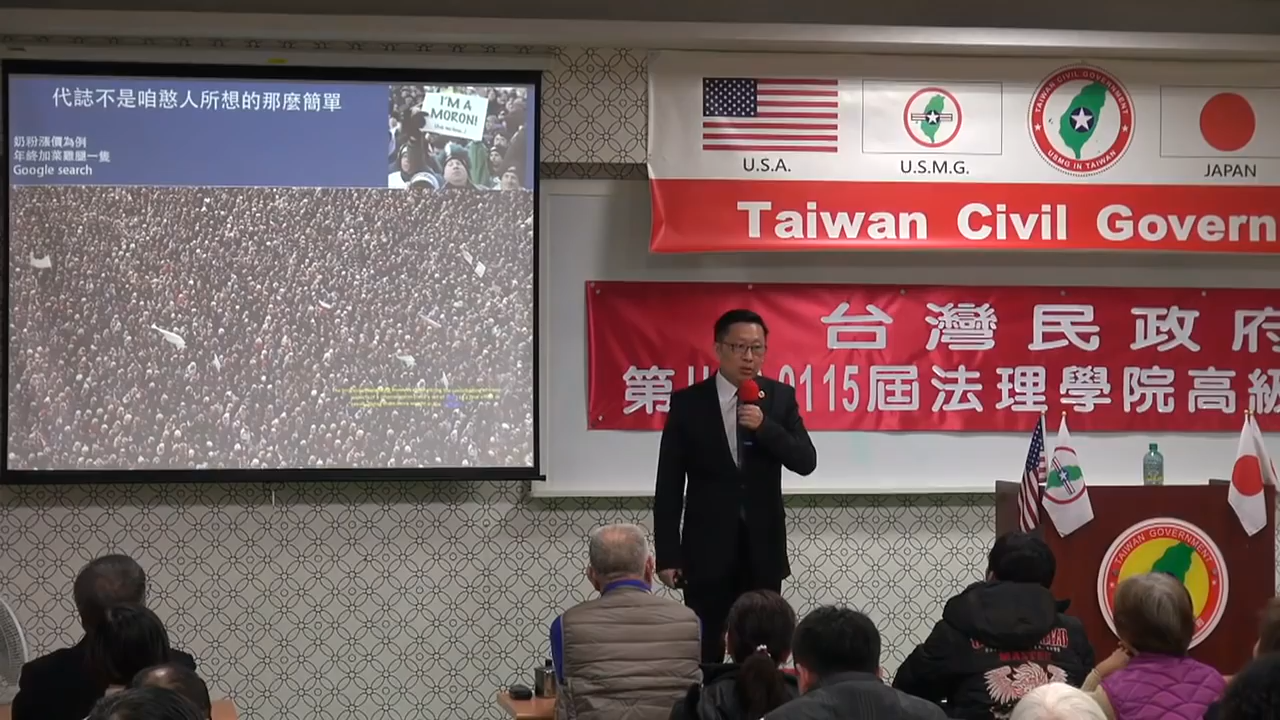 代誌不是咱憨人所想的那麼簡單
I'M A
MORON!
奶粉漲價為例
年終加菜雞腿一隻
Google search
U.S.A.
U.S.M.G.
TAIWAN CIVIL GOVERNMENT
USMG IN TAIWAN
JAPAN
Taiwan Civil Govern
台灣民政府
第
0115屆法理學院高級
TAIWAN GOVERNMENT
MASTER